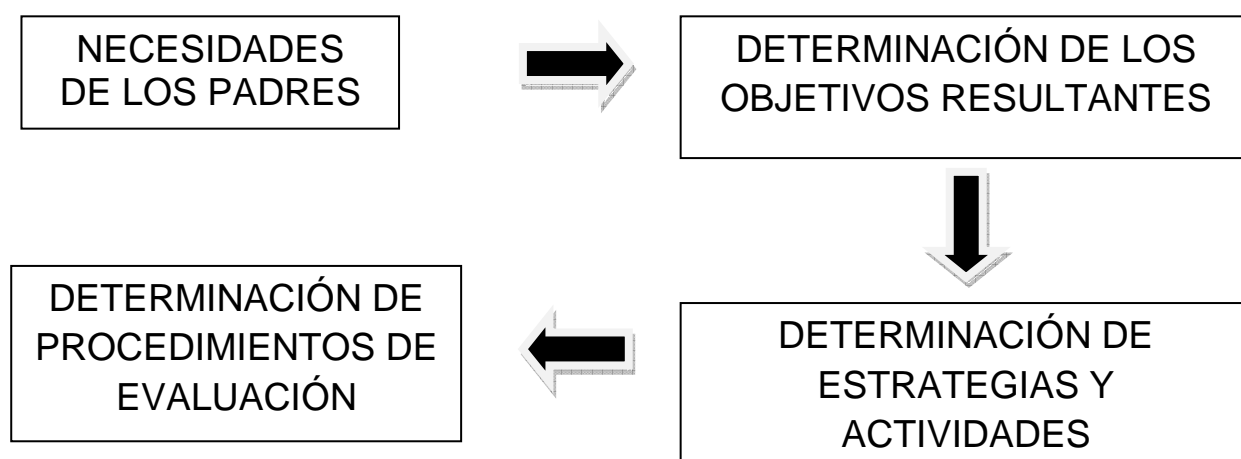 NECESIDADES
DE LOS PADRES
DETERMINACIÓN DE LOS
OBJETIVOS RESULTANTES
DETERMINACIÓN DE
ESTRATEGIAS Y
ACTIVIDADES
DETERMINACIÓN DE
PROCEDIMIENTOS DE
EVALUACIÓN